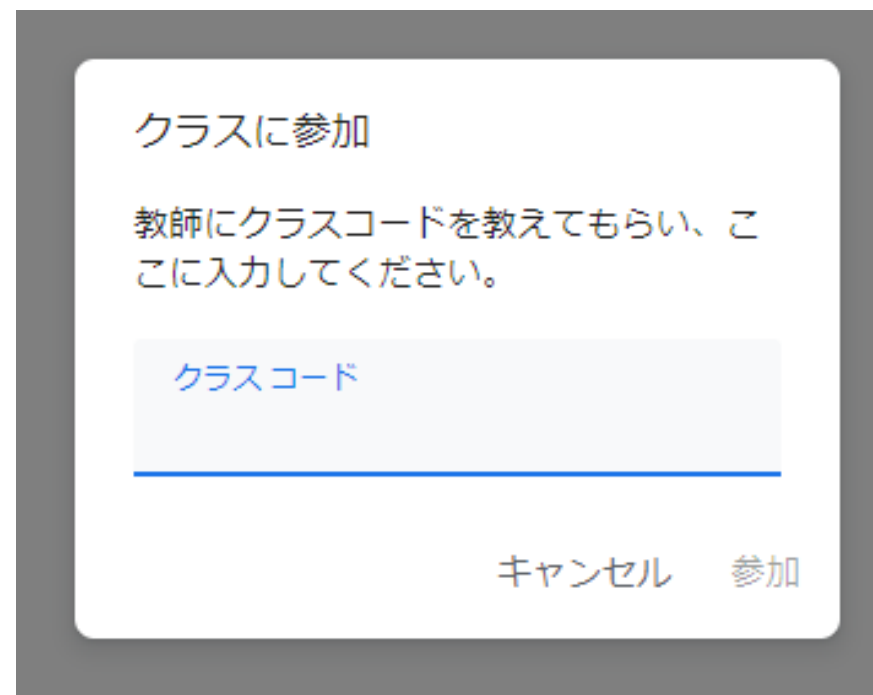 クラスに参加
教師にクラスコードを教えてもらい、こ
こに入力してください。
クラス コード
キャンセル 参加